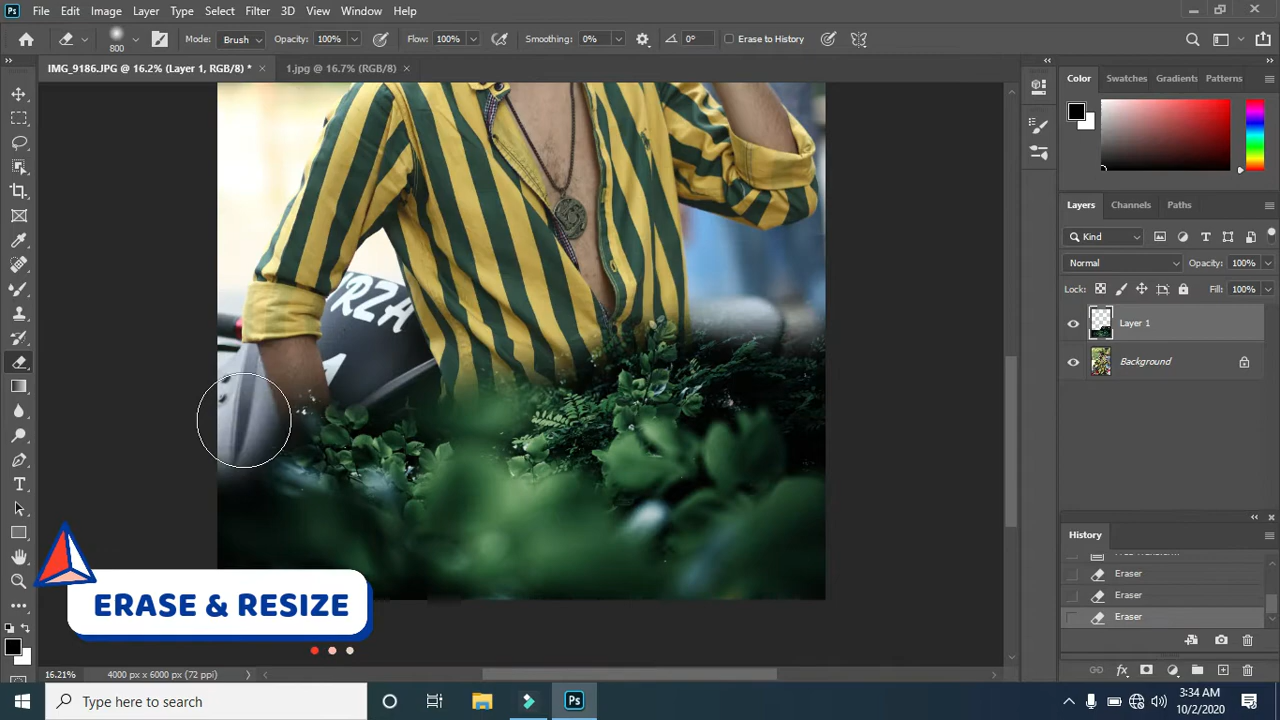 Ps File Edit Image Layer Type Select Filter 3D View Window Help
800 Mode: Brush Opacity: 100% Flow: 100% Smoothing: 0% 0° Erase to History
IMG_9186.JPG @ 16.2% (Layer 1, RGB/8) * × 1.jpg @ 16.7% (RGB/8) ×
Color Swatches Gradients Patterns
Layers Channels Paths
Kind
Normal Opacity: 100%
Lock: Fill: 100%
Layer 1
Background
RZA
A
History
Eraser
Eraser
Eraser
ERASE & RESIZE
16.21% 4000 px x 6000 px (72 ppi)
Type here to search
Ps
3:34 AM
10/2/2020